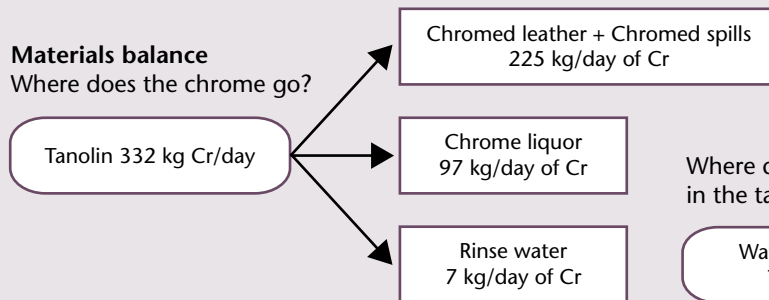 Materials balance
Where does the chrome go?
Tanolin 332 kg Cr/day
Chromed leather + Chromed spills
225 kg/day of Cr
Chrome liquor
97 kg/day of Cr
Rinse water
7 kg/day of Cr
Where
in the